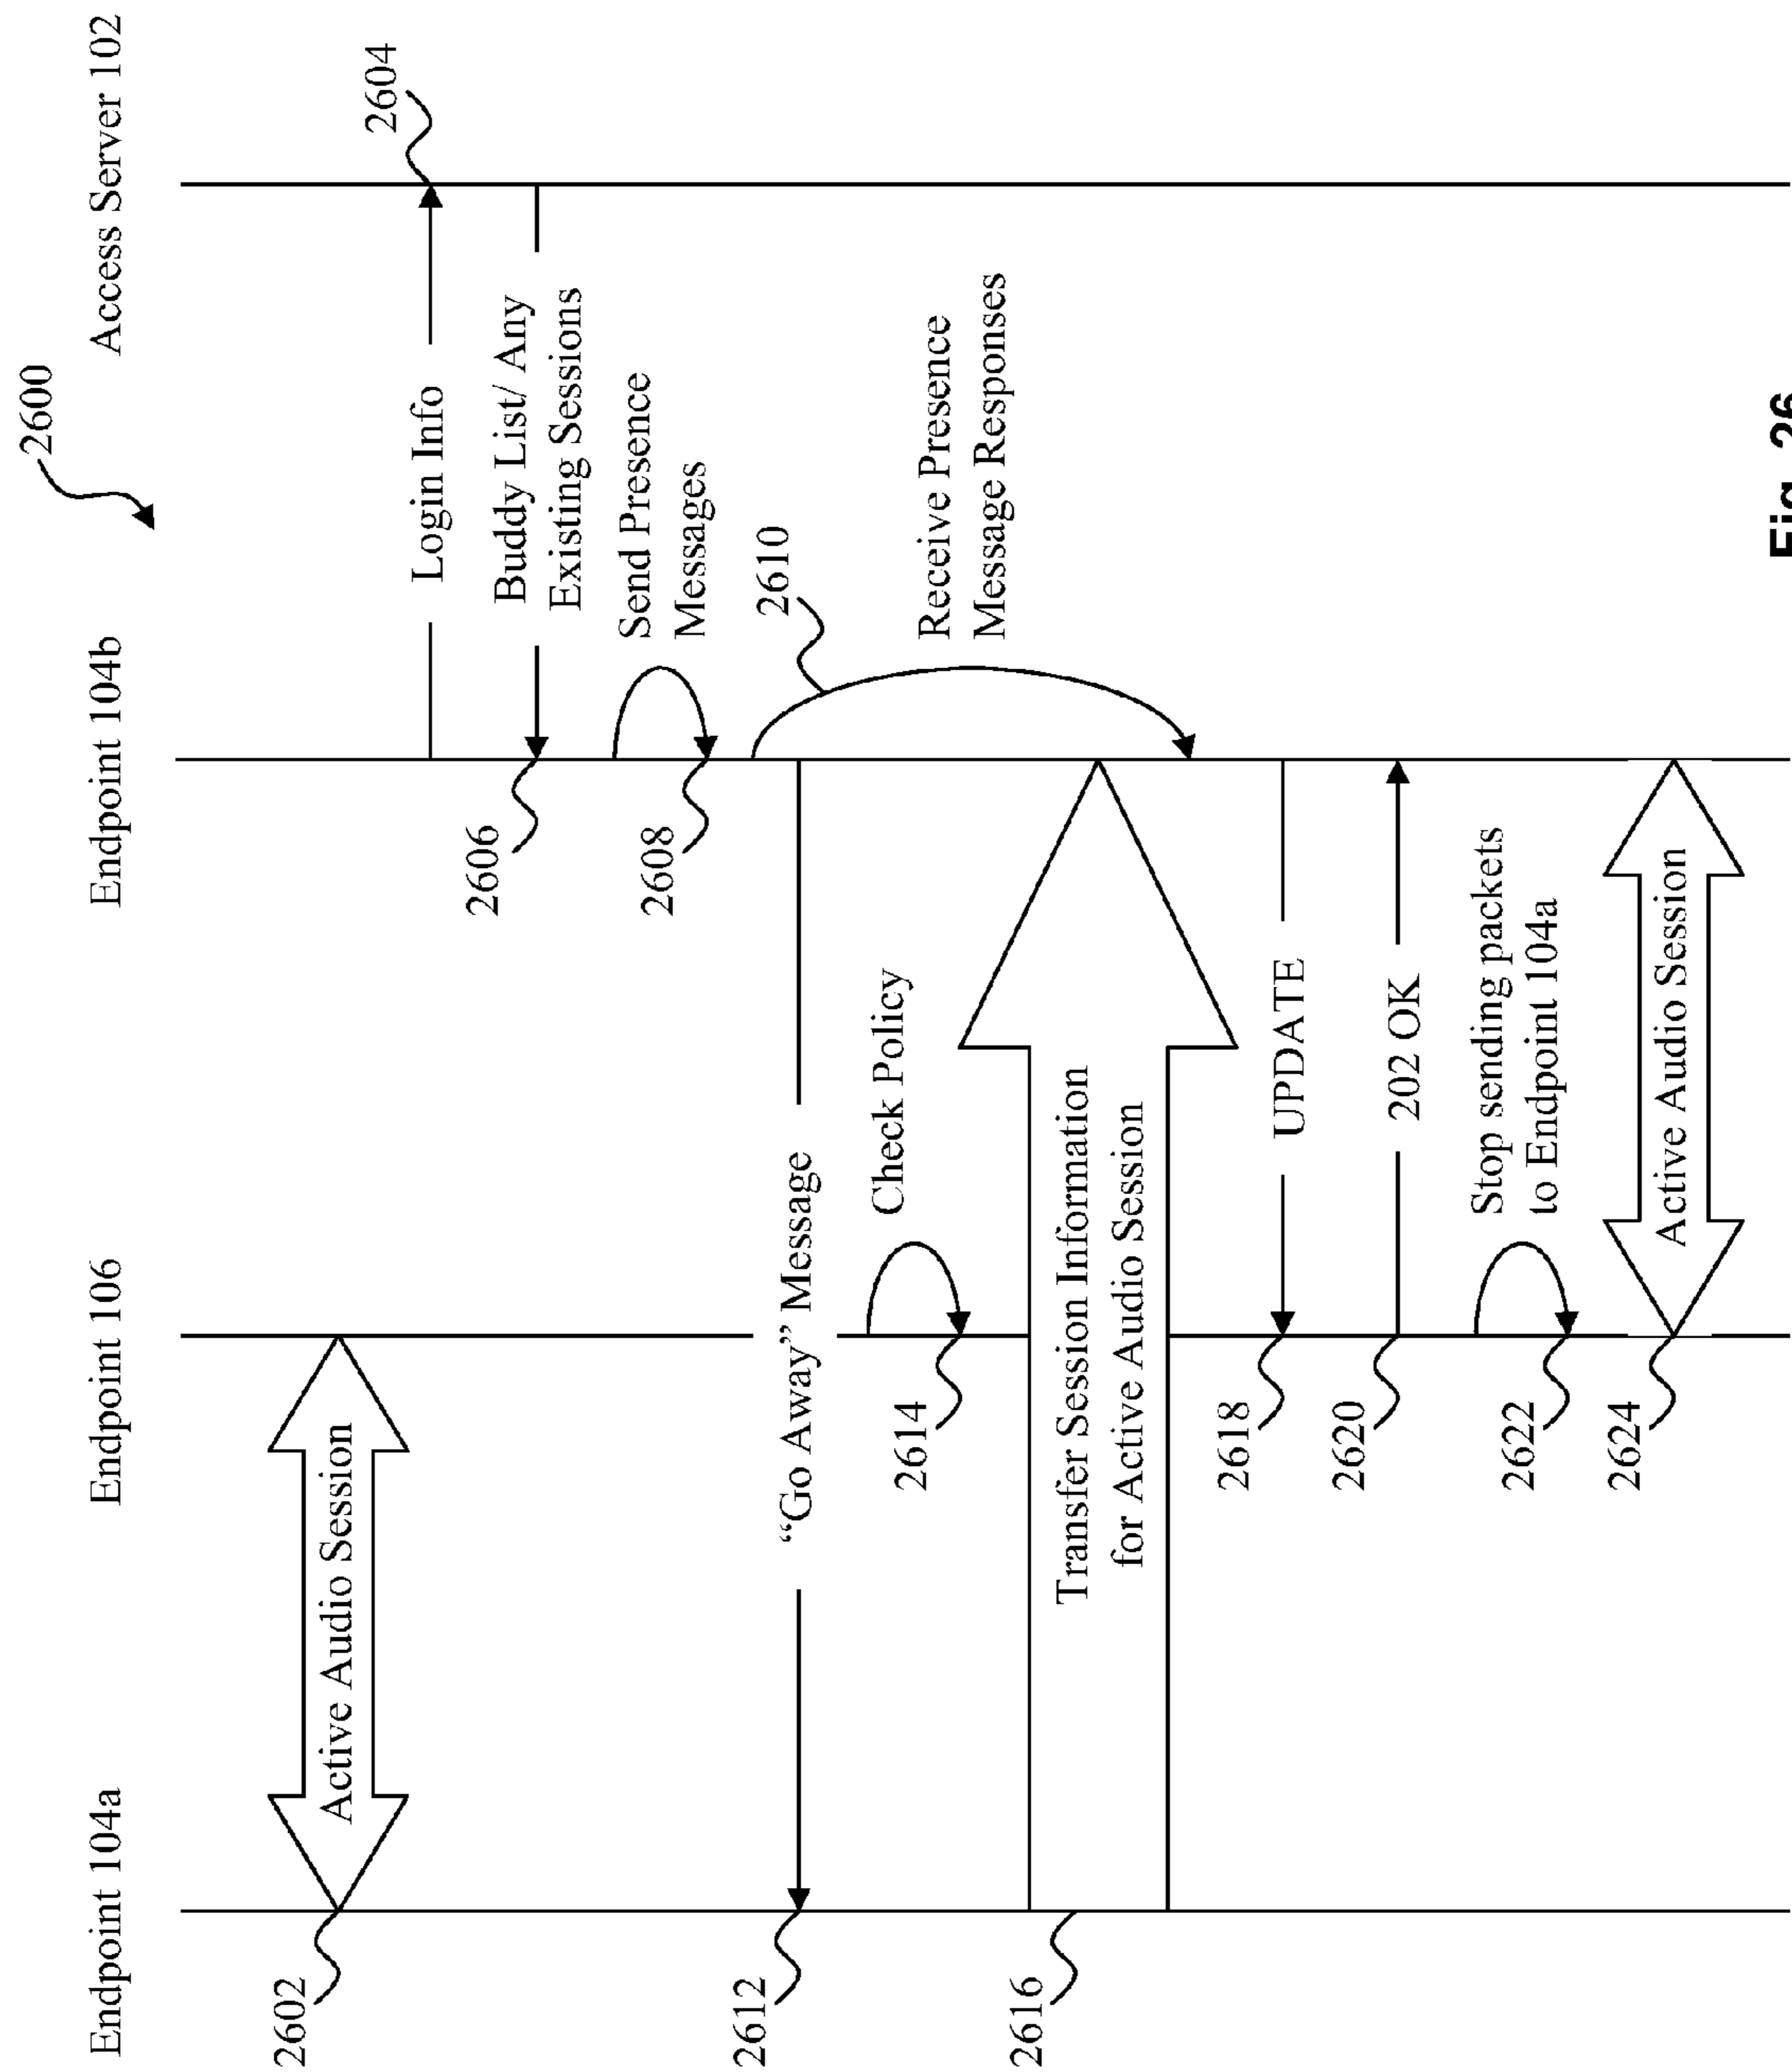 2600
Endpoint 104a
Endpoint 106
Endpoint 104b
Access Server 102
2602
Active Audio Session
Login Info
2604
2606
Buddy List/ Any
Existing Sessions
2608
Send Presence
Messages
2610
Receive Presence
Message Responses
2612
“Go Away” Message
Check Policy
2614
2616
Transfer Session Information
for Active Audio Session
2618
UPDATE
2620
202 OK
2622
Stop sending packets
to Endpoint 104a
2624
Active Audio Session
Fig. 26